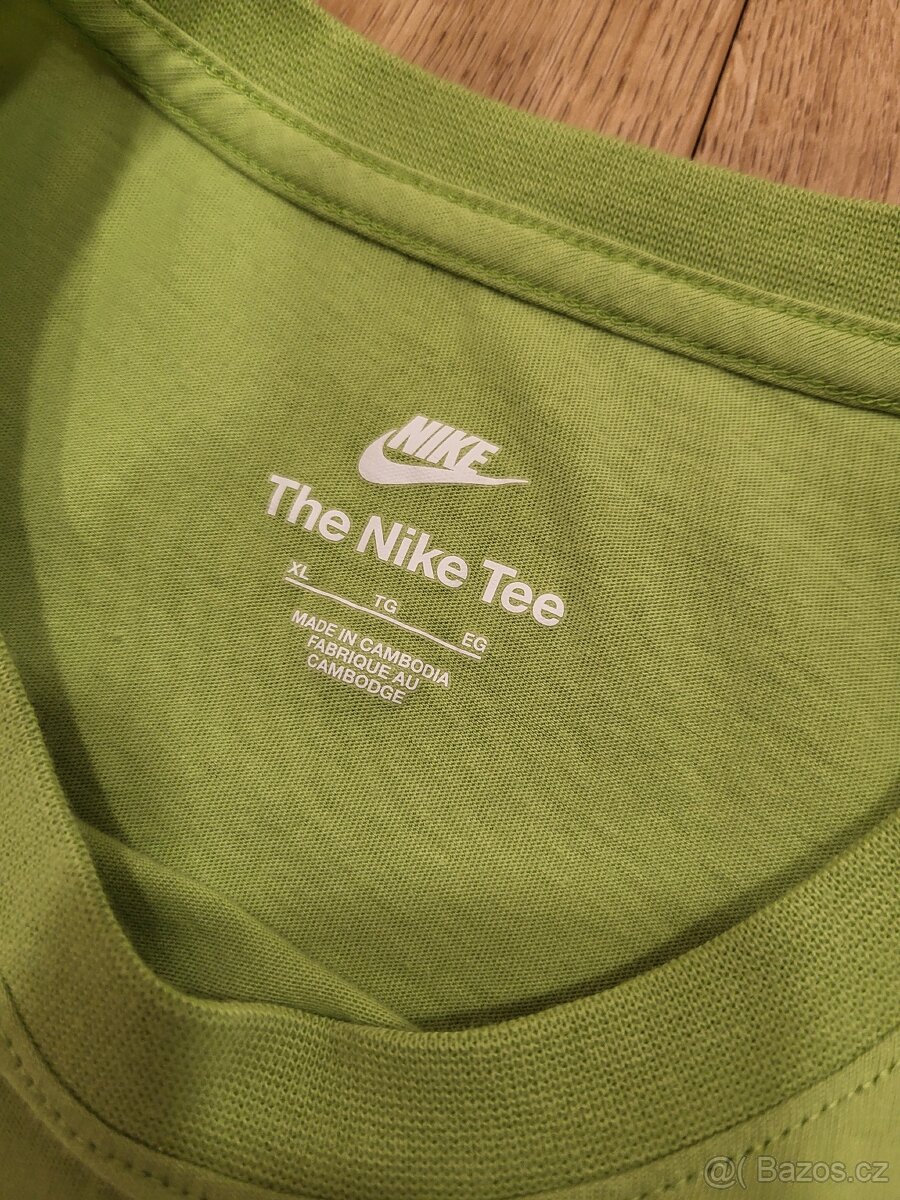 NIKE
The Nike Tee
XL TG EG
MADE IN CAMBODIA
FABRIQUE AU
CAMBODGE
@( Bazos.cz